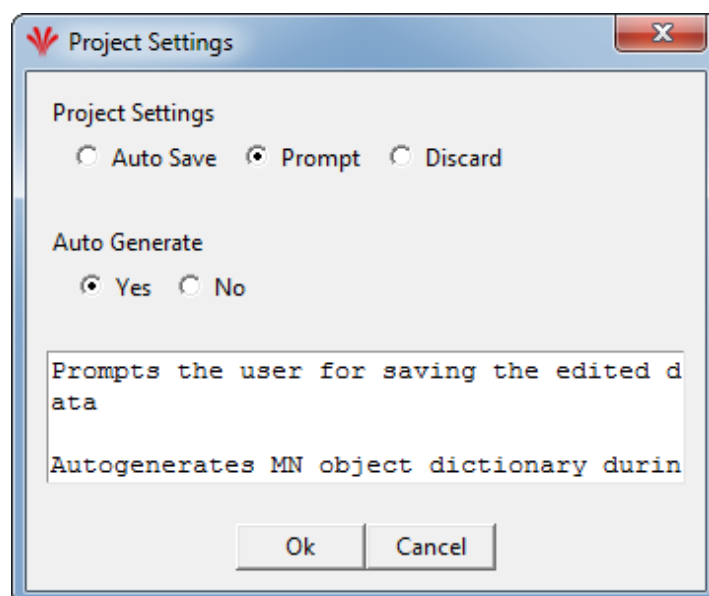 Project Settings
Project Settings
Auto Save Prompt Discard
Auto Generate
Yes No
Prompts the user for saving the edited d
ata
Autogenerates MN object dictionary durin
Ok Cancel